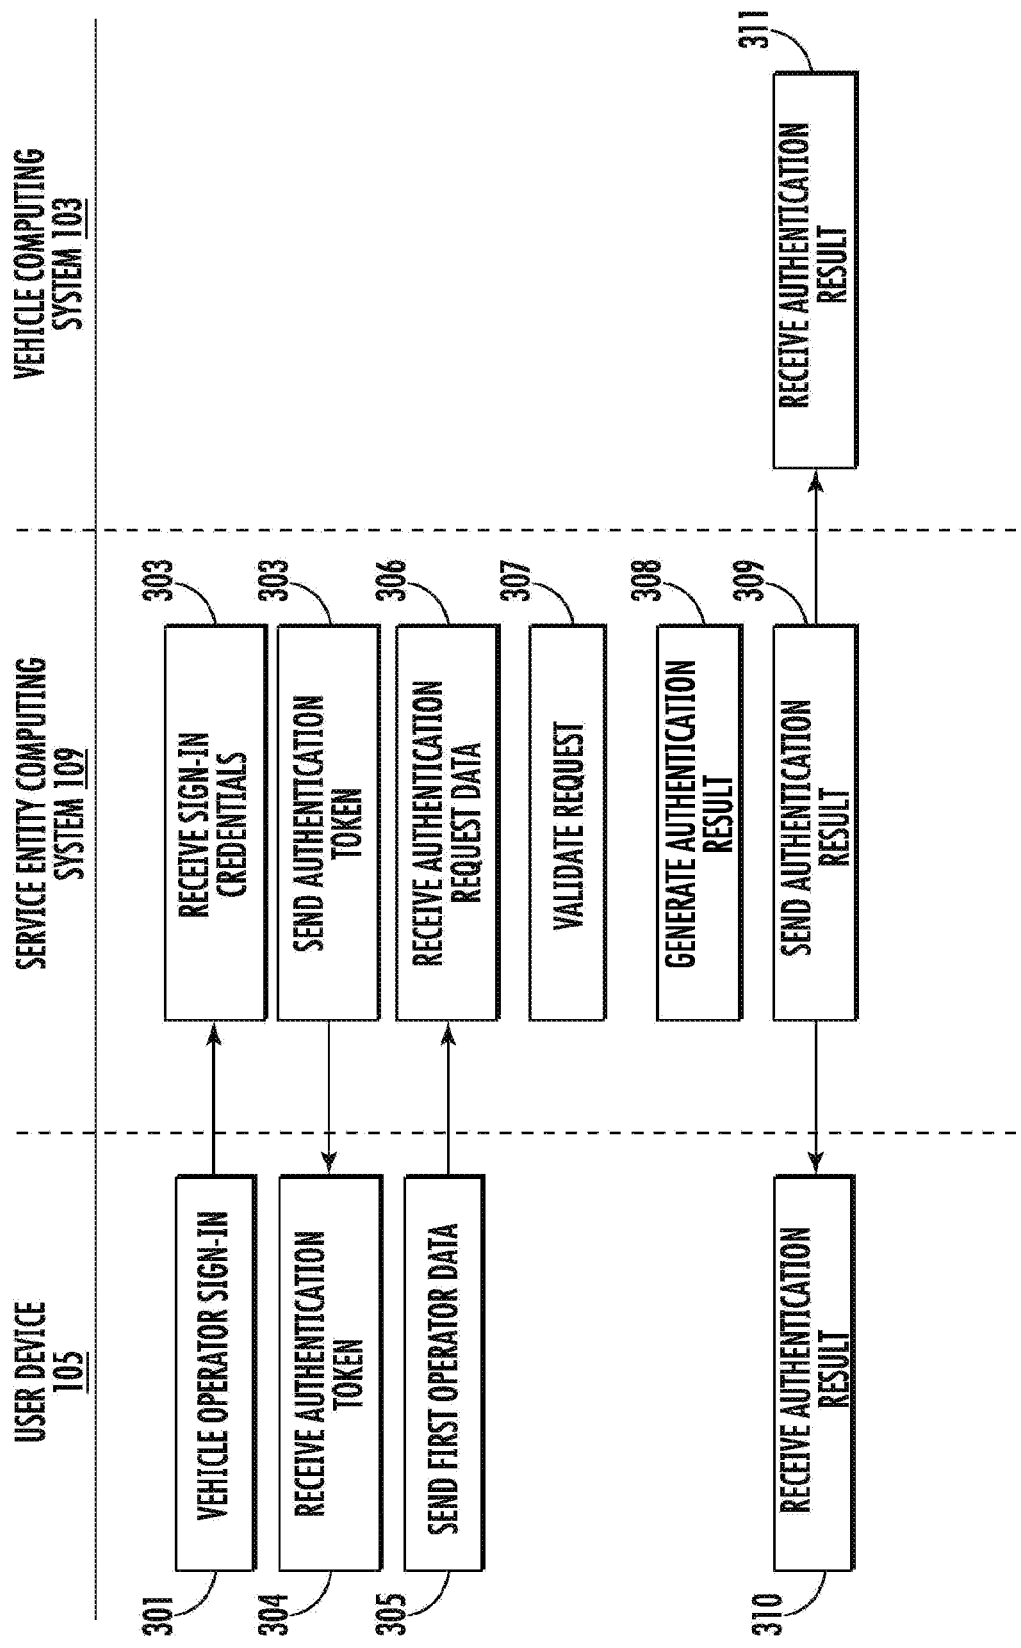 USER DEVICE
105
SERVICE ENTITY COMPUTING
SYSTEM 109
VEHICLE COMPUTING
SYSTEM 103
301
VEHICLE OPERATOR SIGN-IN
RECEIVE SIGN-IN
CREDENTIALS
303
304
RECEIVE AUTHENTICATION
TOKEN
SEND AUTHENTICATION
TOKEN
303
305
SEND FIRST OPERATOR DATA
RECEIVE AUTHENTICATION
REQUEST DATA
306
VALIDATE REQUEST
307
GENERATE AUTHENTICATION
RESULT
308
310
RECEIVE AUTHENTICATION
RESULT
SEND AUTHENTICATION
RESULT
309
RECEIVE AUTHENTICATION
RESULT
311